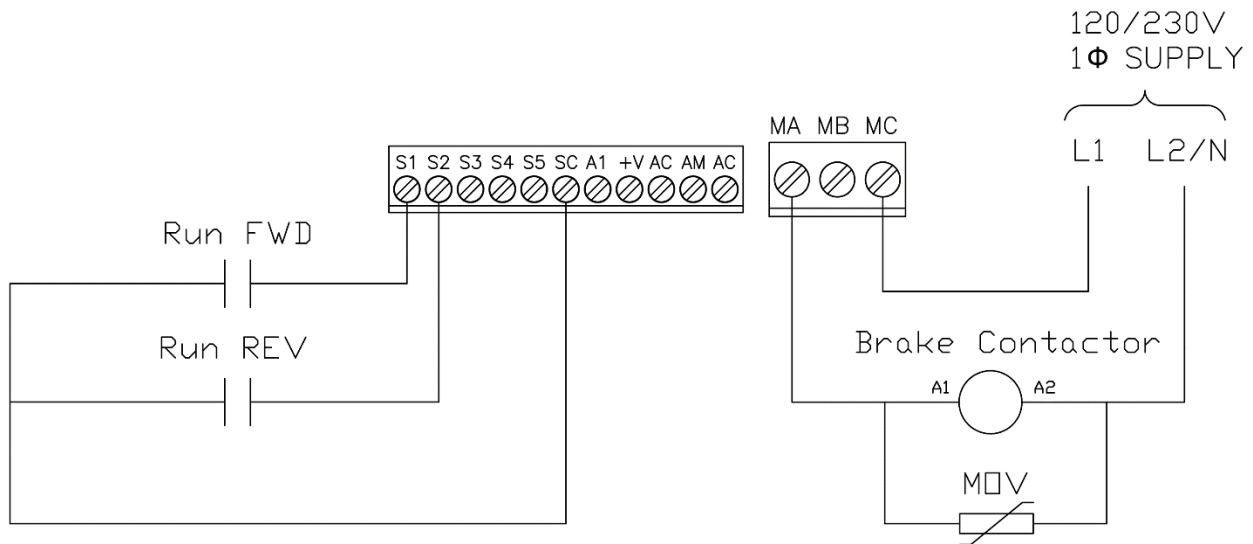 120/230V
1Φ SUPPLY
L1 L2/N
MA MB MC
S1 S2 S3 S4 S5 SC A1 +V AC AM AC
Run FWD
Run REV
Brake Contactor
A1 A2
MOV